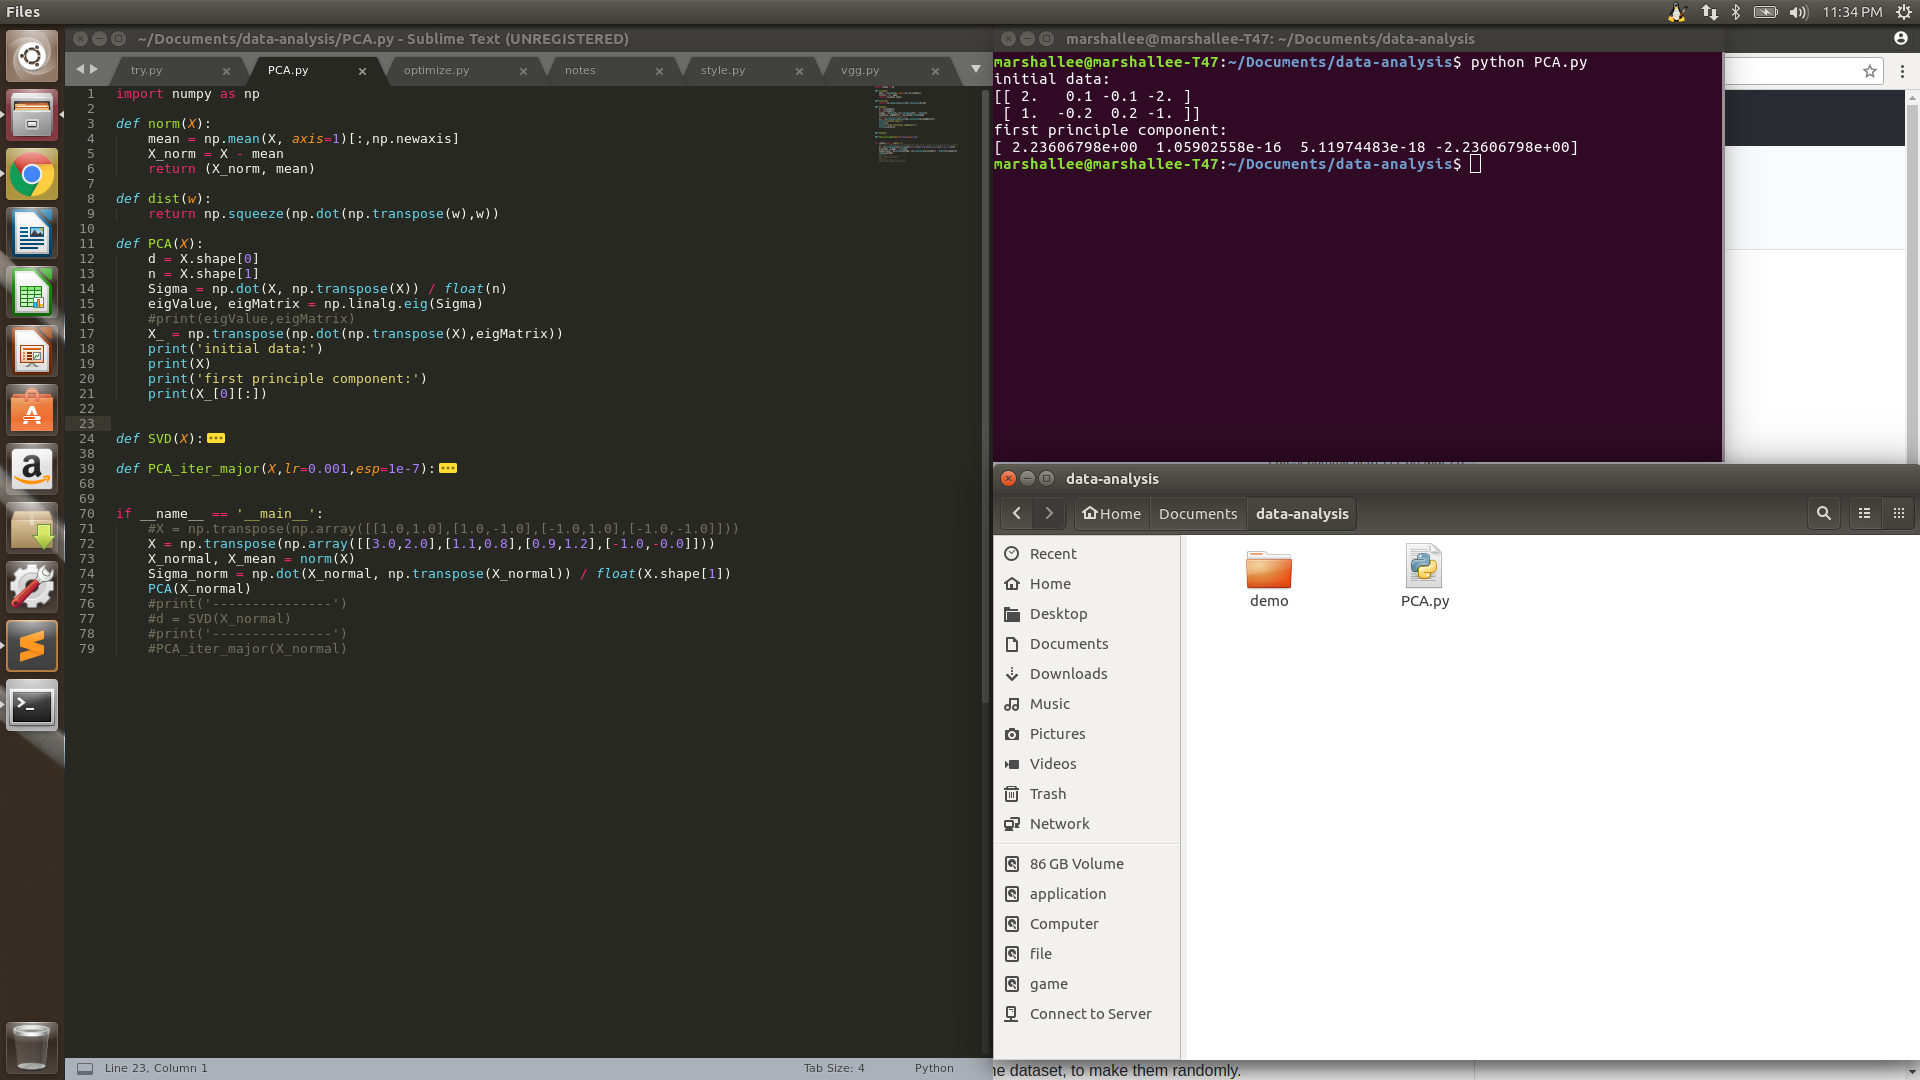 Files
11:34 PM
~/Documents/data-analysis/PCA.py - Sublime Text (UNREGISTERED)
try.py
PCA.py
optimize.py
notes
style.py
vgg.py
1 import numpy as np
2
3 def norm(X):
4 mean = np.mean(X, axis=1)[:,np.newaxis]
5 X_norm = X - mean
6 return (X_norm, mean)
7
8 def dist(w):
9 return np.squeeze(np.dot(np.transpose(w),w))
10
11 def PCA(X):
12 d = X.shape[0]
13 n = X.shape[1]
14 Sigma = np.dot(X, np.transpose(X)) / float(n)
15 eigValue, eigMatrix = np.linalg.eig(Sigma)
16 #print(eigValue,eigMatrix)
17 X_ = np.transpose(np.dot(np.transpose(X),eigMatrix))
18 print('initial data:')
19 print(X)
20 print('first principle component:')
21 print(X_[0][:])
22
23
24 def SVD(X):
38
39 def PCA_iter_major(X,lr=0.001,esp=1e-7):
68
69
70 if __name__ == '__main__':
71 #X = np.transpose(np.array([[1.0,1.0],[1.0,-1.0],[-1.0,1.0],[-1.0,-1.0]]))
72 X = np.transpose(np.array([[3.0,2.0],[1.1,0.8],[0.9,1.2],[-1.0,-0.0]]))
73 X_normal, X_mean = norm(X)
74 Sigma_norm = np.dot(X_normal, np.transpose(X_normal)) / float(X.shape[1])
75 PCA(X_normal)
76 #print('---------------')
77 #d = SVD(X_normal)
78 #print('---------------')
79 #PCA_iter_major(X_normal)
Line 23, Column 1
Tab Size: 4
Python
marshallee@marshallee-T47: ~/Documents/data-analysis
marshallee@marshallee-T47:~/Documents/data-analysis$ python PCA.py
initial data:
[[ 2.   0.1 -0.1 -2. ]
 [ 1.  -0.2  0.2 -1. ]]
first principle component:
[ 2.23606798e+00  1.05902558e-16  5.11974483e-18 -2.23606798e+00]
marshallee@marshallee-T47:~/Documents/data-analysis$
data-analysis
Home
Documents
data-analysis
Recent
Home
Desktop
Documents
Downloads
Music
Pictures
Videos
Trash
Network
86 GB Volume
application
Computer
file
game
Connect to Server
demo
PCA.py
dataset, to make them randomly.